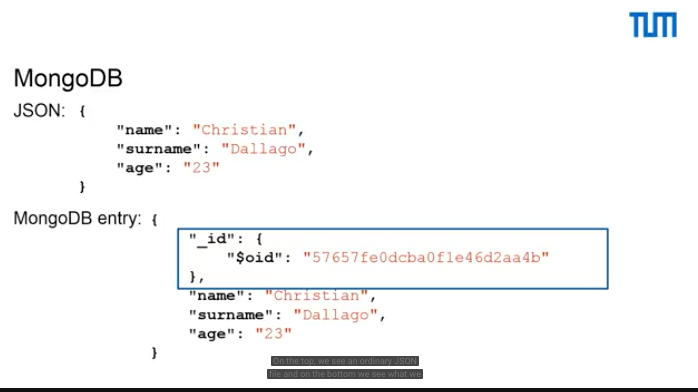 TUM
MongoDB
JSON: {
"name": "Christian",
"surname": "Dallago",
"age": "23"
}
MongoDB entry: {
"_id": {
"$oid": "57657fe0dcba0f1e46d2aa4b"
},
"name": "Christian",
"surname": "Dallago",
"age": "23"
}
On the top, we see an ordinary JSON
file and on the bottom we see what we